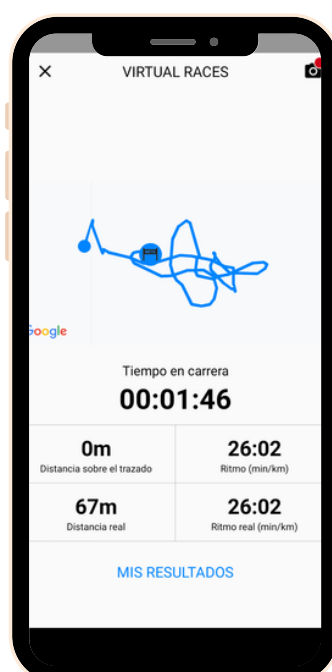 VIRTUAL RACES
Google
Tiempo en carrera
00:01:46
0m
Distancia sobre el trazado
26:02
Ritmo (min/km)
67m
Distancia real
26:02
Ritmo real (min/km)
MIS RESULTADOS